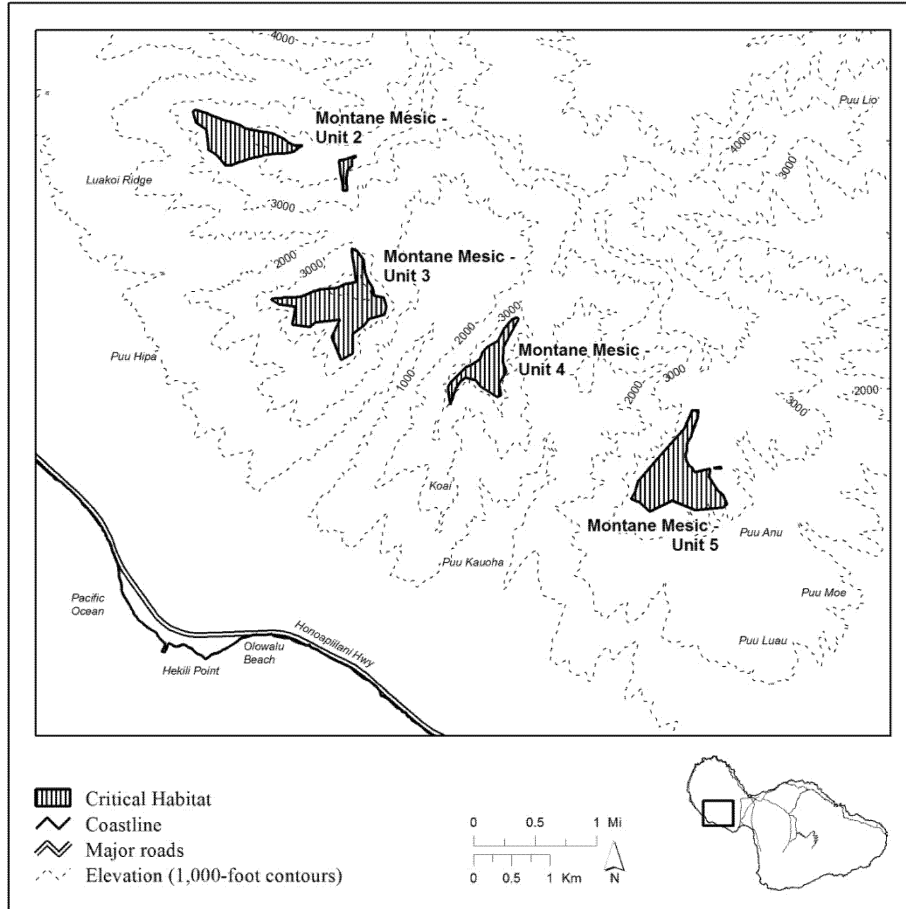 4000
Puu Lio
Montane Mesic -
Unit 2
4000
3000
Luakoi Ridge
3000
2000
3000
Montane Mesic -
Unit 3
Puu Hipa
1000
2000
3000
Montane Mesic -
Unit 4
2000
3000
2000
3000
Koai
Montane Mesic -
Unit 5
Puu Anu
Puu Kauoha
Puu Moe
Puu Luau
Pacific
Ocean
Hekili Point
Olowalu
Beach
Honoapiilani Hwy
Critical Habitat
Coastline
Major roads
Elevation (1,000-foot contours)
0 0.5 1 Mi
0 0.5 1 Km
N